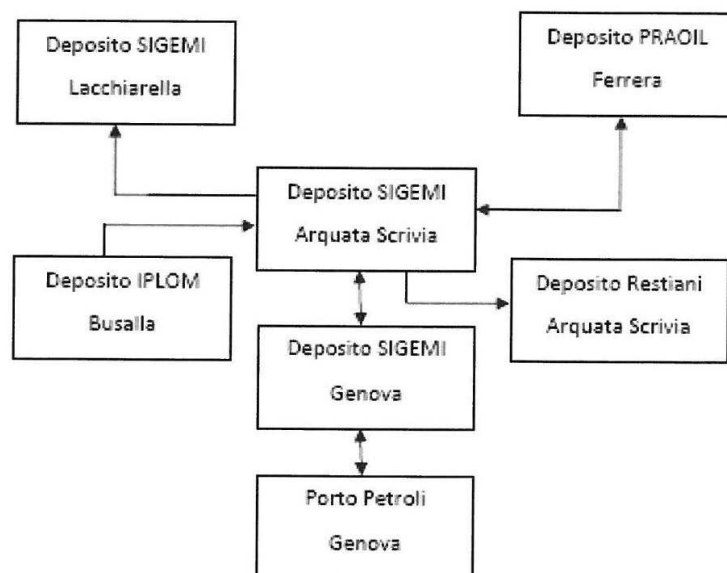 Deposito SIGEMI
Lacchiarella
Deposito PRAOIL
Ferrera
Deposito SIGEMI
Arquata Scrivia
Deposito IPLOM
Busalla
Deposito Restiani
Arquata Scrivia
Deposito SIGEMI
Genova
Porto Petroli
Genova